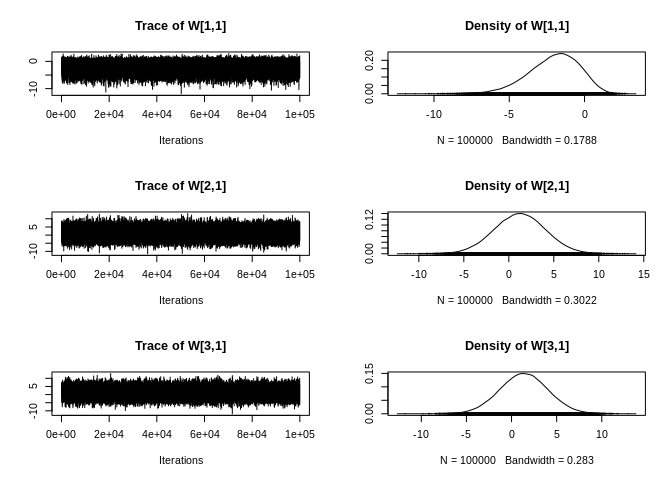 Trace of W[1,1]
0
-10
0e+00 2e+04 4e+04 6e+04 8e+04 1e+05
Iterations
Density of W[1,1]
0.20
0.00
-10 -5 0
N = 100000 Bandwidth = 0.1788
Trace of W[2,1]
5
-10
0e+00 2e+04 4e+04 6e+04 8e+04 1e+05
Iterations
Density of W[2,1]
0.12
0.00
-10 -5 0 5 10 15
N = 100000 Bandwidth = 0.3022
Trace of W[3,1]
5
-10
0e+00 2e+04 4e+04 6e+04 8e+04 1e+05
Iterations
Density of W[3,1]
0.15
0.00
-10 -5 0 5 10
N = 100000 Bandwidth = 0.283